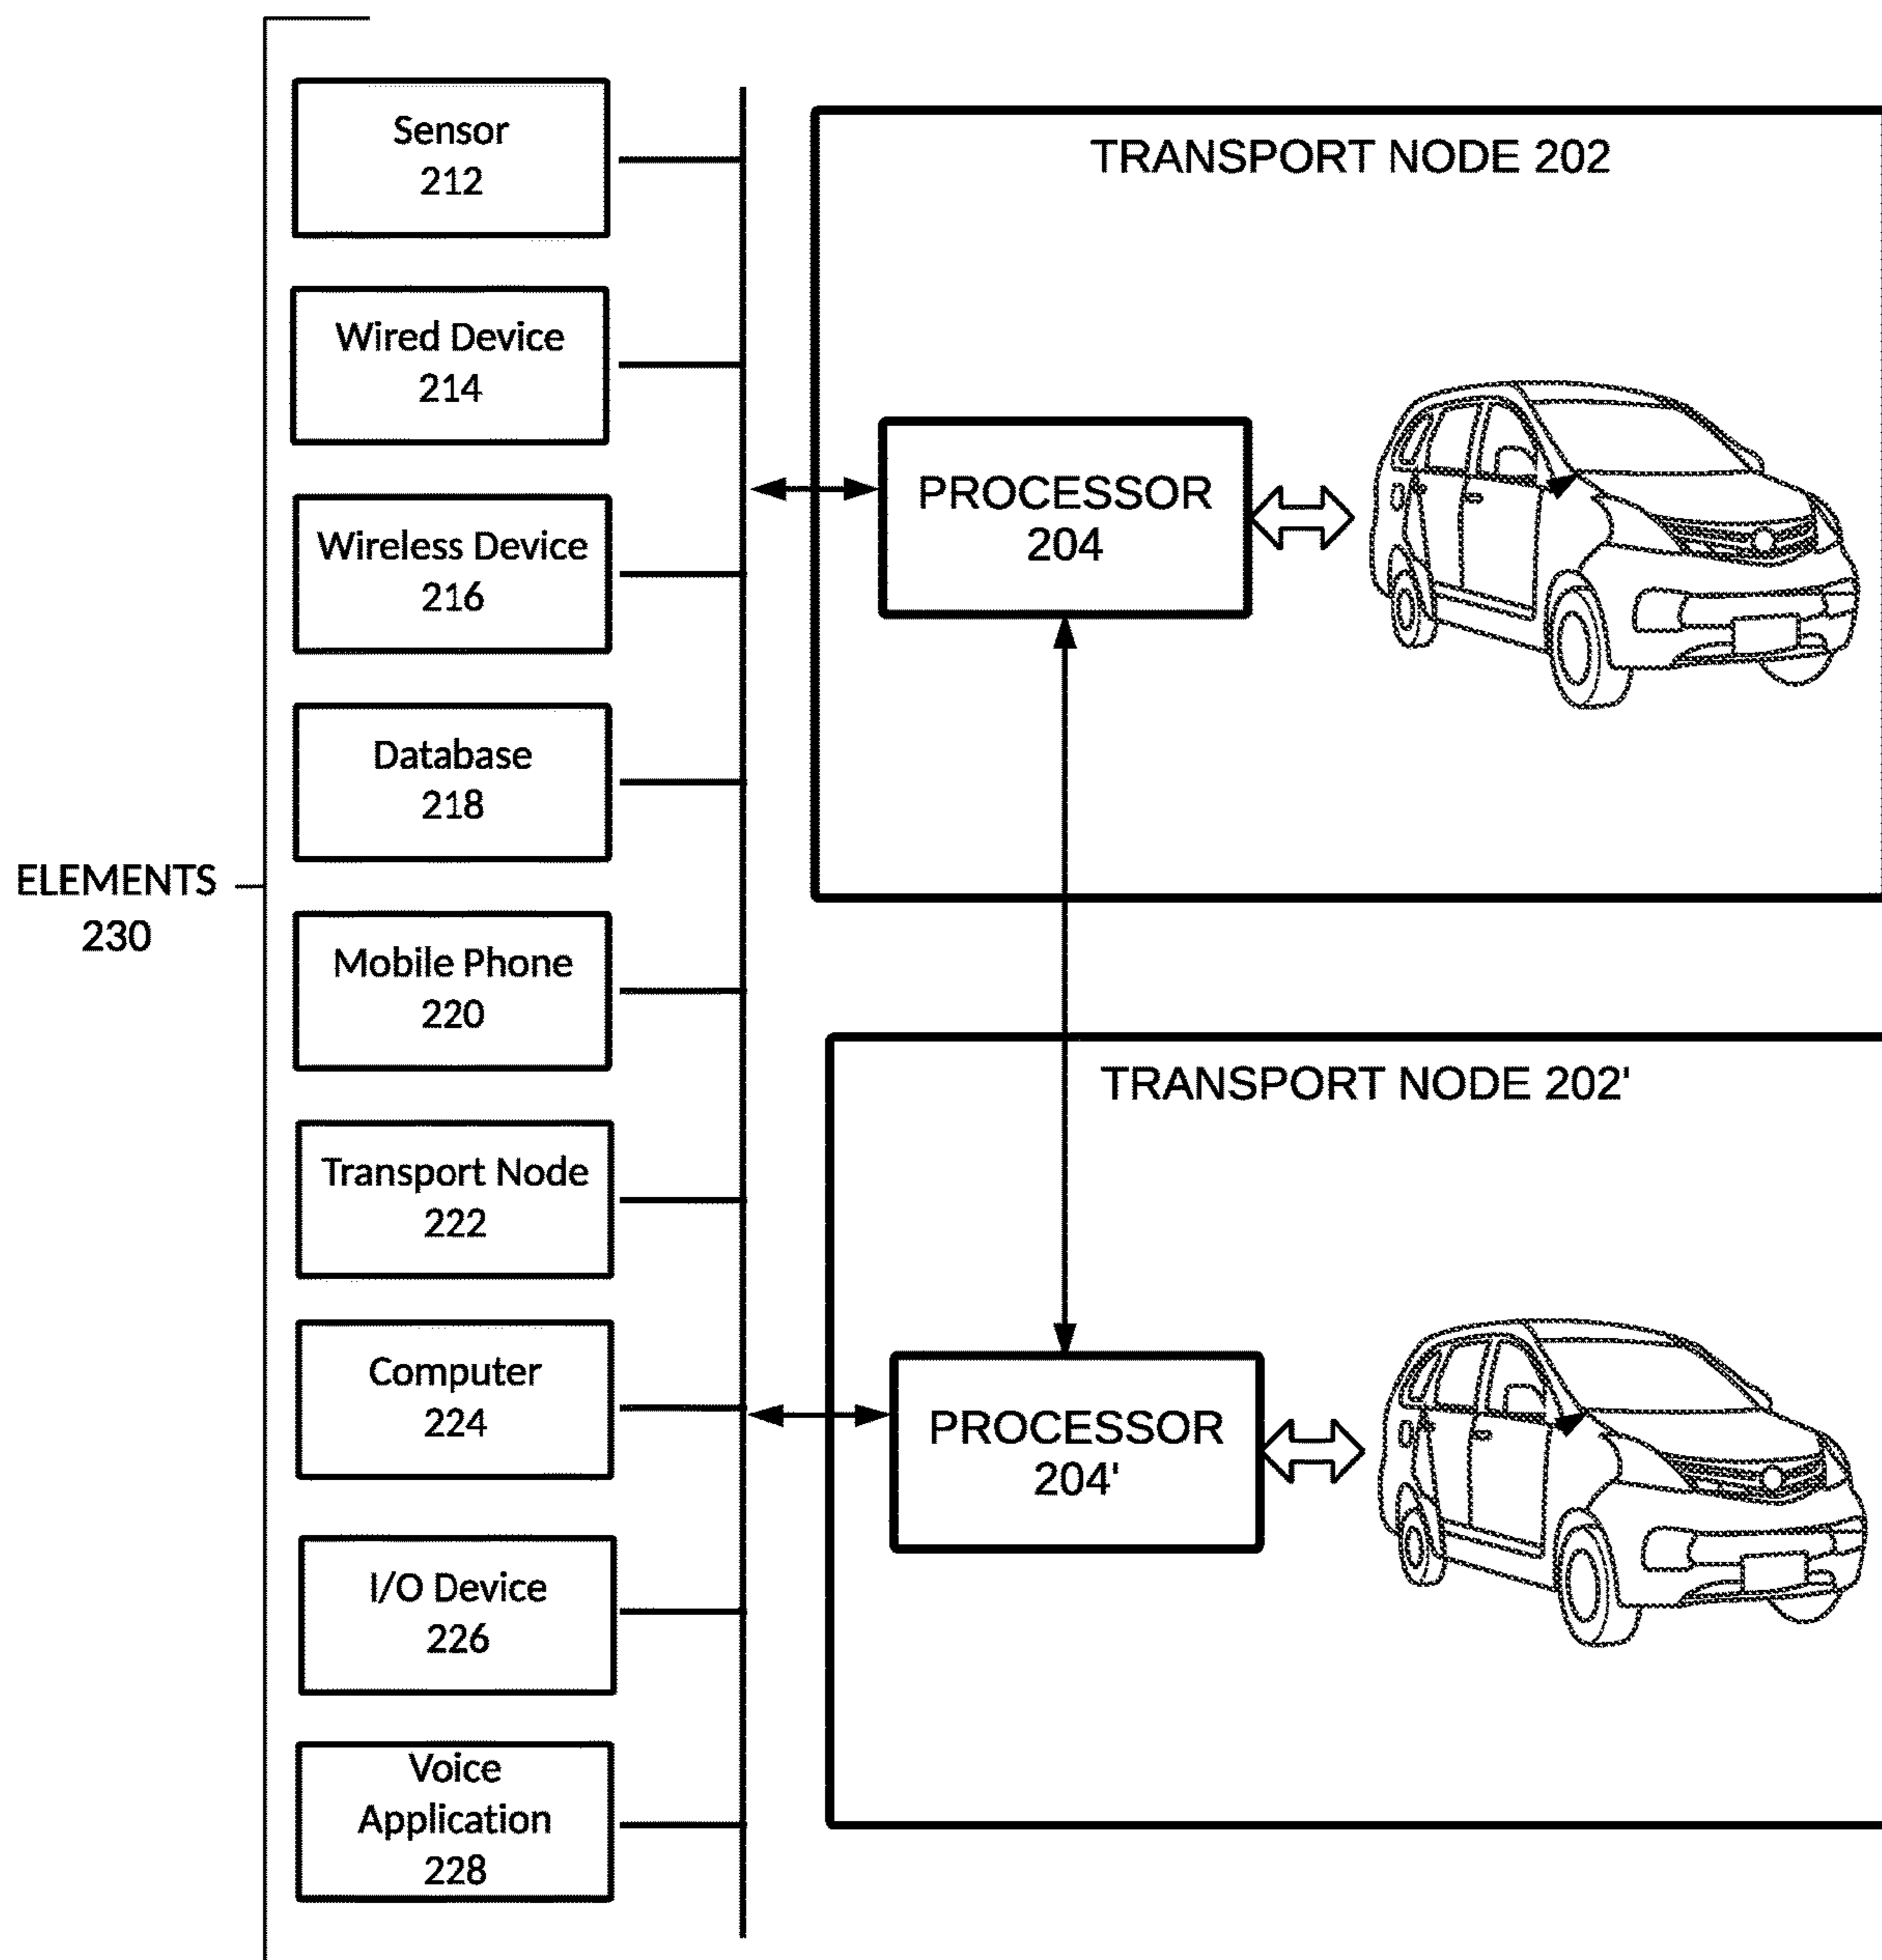 Sensor
212
Wired Device
214
Wireless Device
216
Database
218
ELEMENTS
230
Mobile Phone
220
Transport Node
222
Computer
224
I/O Device
226
Voice
Application
228
TRANSPORT NODE 202
PROCESSOR
204
TRANSPORT NODE 202'
PROCESSOR
204'